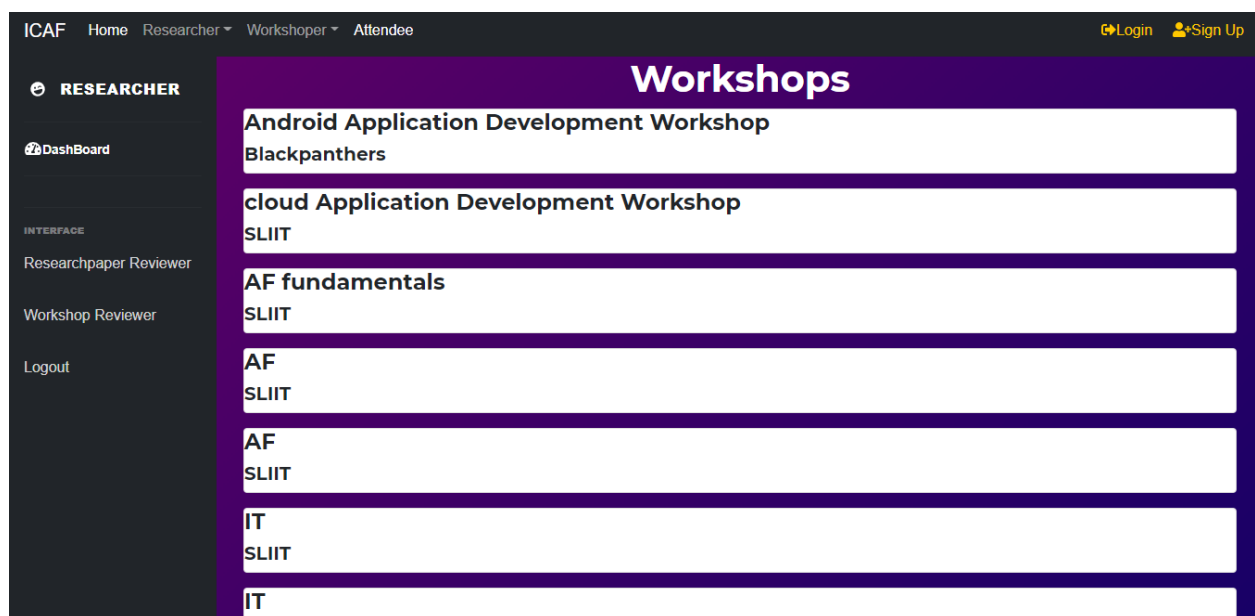 ICAF Home Researcher Workshoper Attendee Login Sign Up
RESEARCHER
DashBoard
INTERFACE
Researchpaper Reviewer
Workshop Reviewer
Logout
Workshops
Android Application Development Workshop
Blackpanthers
cloud Application Development Workshop
SLIIT
AF fundamentals
SLIIT
AF
SLIIT
AF
SLIIT
IT
SLIIT
IT